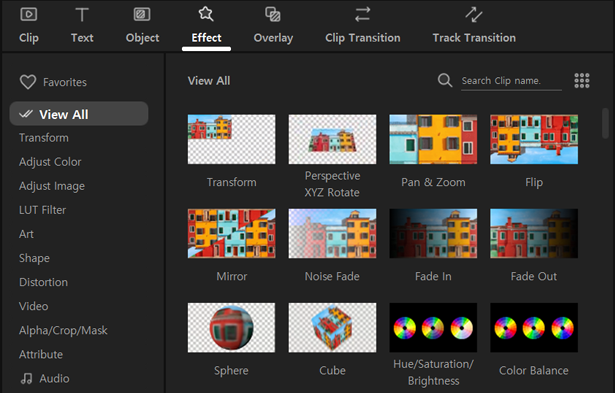 Clip Text Object Effect Overlay Clip Transition Track Transition
Favorites
View All
Transform
Adjust Color
Adjust Image
LUT Filter
Art
Shape
Distortion
Video
Alpha/Crop/Mask
Attribute
Audio
View All
Search Clip name.
Transform
Perspective
XYZ Rotate
Pan & Zoom
Flip
Mirror
Noise Fade
Fade In
Fade Out
Sphere
Cube
Hue/Saturation/
Brightness
Color Balance